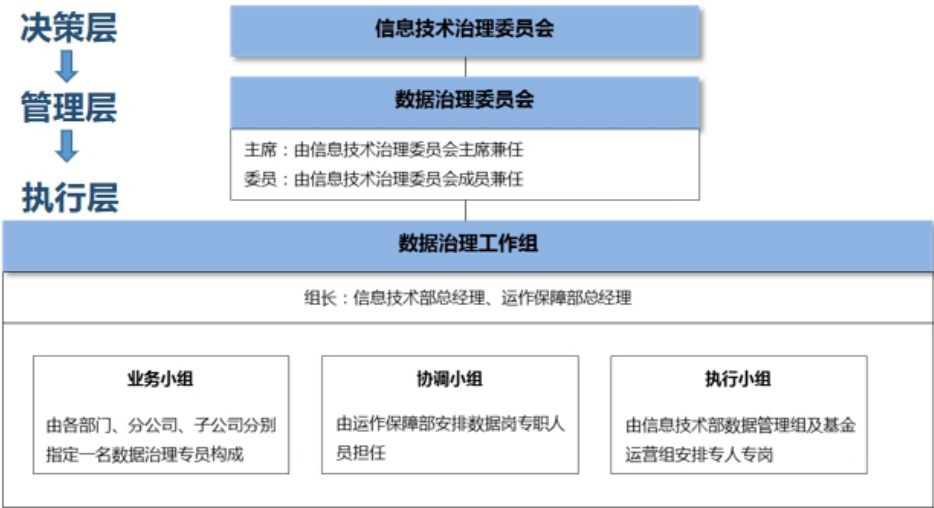 决策层
管理层
执行层
信息技术治理委员会
数据治理委员会
主席：由信息技术治理委员会主席兼任
委员：由信息技术治理委员会成员兼任
数据治理工作组
组长：信息技术部总经理、运作保障部总经理
业务小组
由各部门、分公司、子公司分别
指定一名数据治理专员构成
协调小组
由运作保障部安排数据岗专职人
员担任
执行小组
由信息技术部数据管理组及基金
运营组安排专人专岗